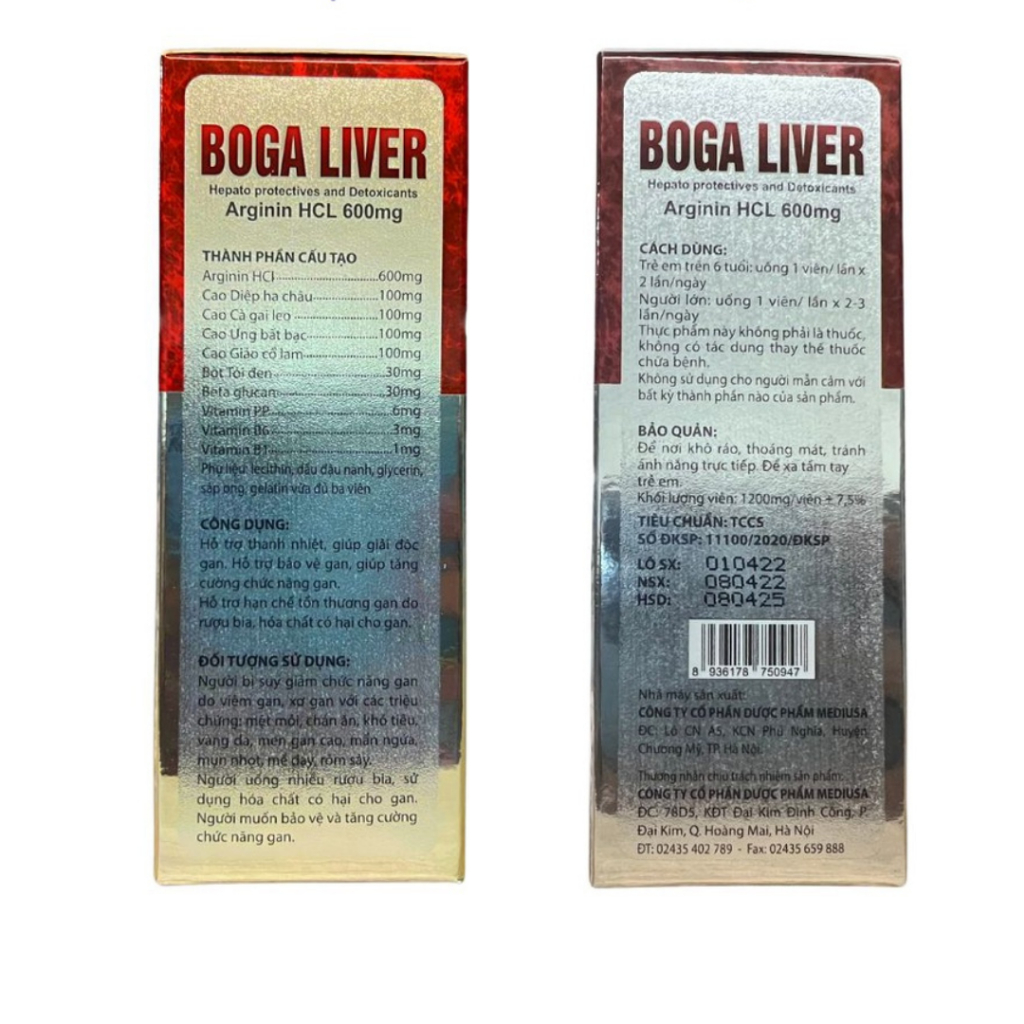 BOGA LIVER
Hepato protectives and Detoxicants
Arginin HCL 600mg
THÀNH PHẦN CẤU TẠO
Arginin HCl.....................600mg
Cao Diệp hạ châu.....................100mg
Cao Cà gai leo.....................100mg
Cao Ưng bất bạc.....................100mg
Cao Giảo cổ lam.....................100mg
Bột Tỏi đen.....................30mg
Beta glucan.....................30mg
Vitamin PP.....................6mg
Vitamin B6.....................3mg
Vitamin B1.....................1mg
Phụ liệu: lecithin, dầu đậu nành, glycerin,
sáp ong, gelatin vừa đủ ba viên
CÔNG DỤNG:
Hỗ trợ thanh nhiệt, giúp giải độc
gan. Hỗ trợ bảo vệ gan, giúp tăng
cường chức năng gan.
Hỗ trợ hạn chế tổn thương gan do
rượu bia, hóa chất có hại cho gan.
ĐỐI TƯỢNG SỬ DỤNG:
Người bị suy giảm chức năng gan
do viêm gan, xơ gan với các triệu
chứng: mệt mỏi, chán ăn, khó tiêu,
vàng da, men gan cao, mẩn ngứa,
mụn nhọt, mề đay, rôm sảy.
Người uống nhiều rượu bia, sử
dụng hóa chất có hại cho gan.
Người muốn bảo vệ và tăng cường
chức năng gan.
BOGA LIVER
Hepato protectives and Detoxicants
Arginin HCL 600mg
CÁCH DÙNG:
Trẻ em trên 6 tuổi: uống 1 viên/ lần x
2 lần/ngày
Người lớn: uống 1 viên/ lần x 2-3
lần/ngày
Thực phẩm này không phải là thuốc,
không có tác dụng thay thế thuốc
chữa bệnh.
Không sử dụng cho người mẫn cảm với
bất kỳ thành phần nào của sản phẩm.
BẢO QUẢN:
Để nơi khô ráo, thoáng mát, tránh
ánh nắng trực tiếp. Để xa tầm tay
trẻ em.
Khối lượng viên: 1200mg/viên ± 7,5%
TIÊU CHUẨN: TCCS
SỐ ĐKSP: 11100/2020/ĐKSP
LÔ SX: 010422
NSX: 080422
HSD: 080425
8 936178 750947
Nhà máy sản xuất:
CÔNG TY CỔ PHẦN DƯỢC PHẨM MEDIUSA
ĐC: Lô CN A5, KCN Phú Nghĩa, Huyện
Chương Mỹ, TP. Hà Nội.
Thương nhân chịu trách nhiệm sản phẩm:
CÔNG TY CỔ PHẦN DƯỢC PHẨM MEDIUSA
ĐC: 78D5, KĐT Đại Kim Định Công, P.
Đại Kim, Q. Hoàng Mai, Hà Nội
ĐT: 02435 402 789 - Fax: 02435 659 888